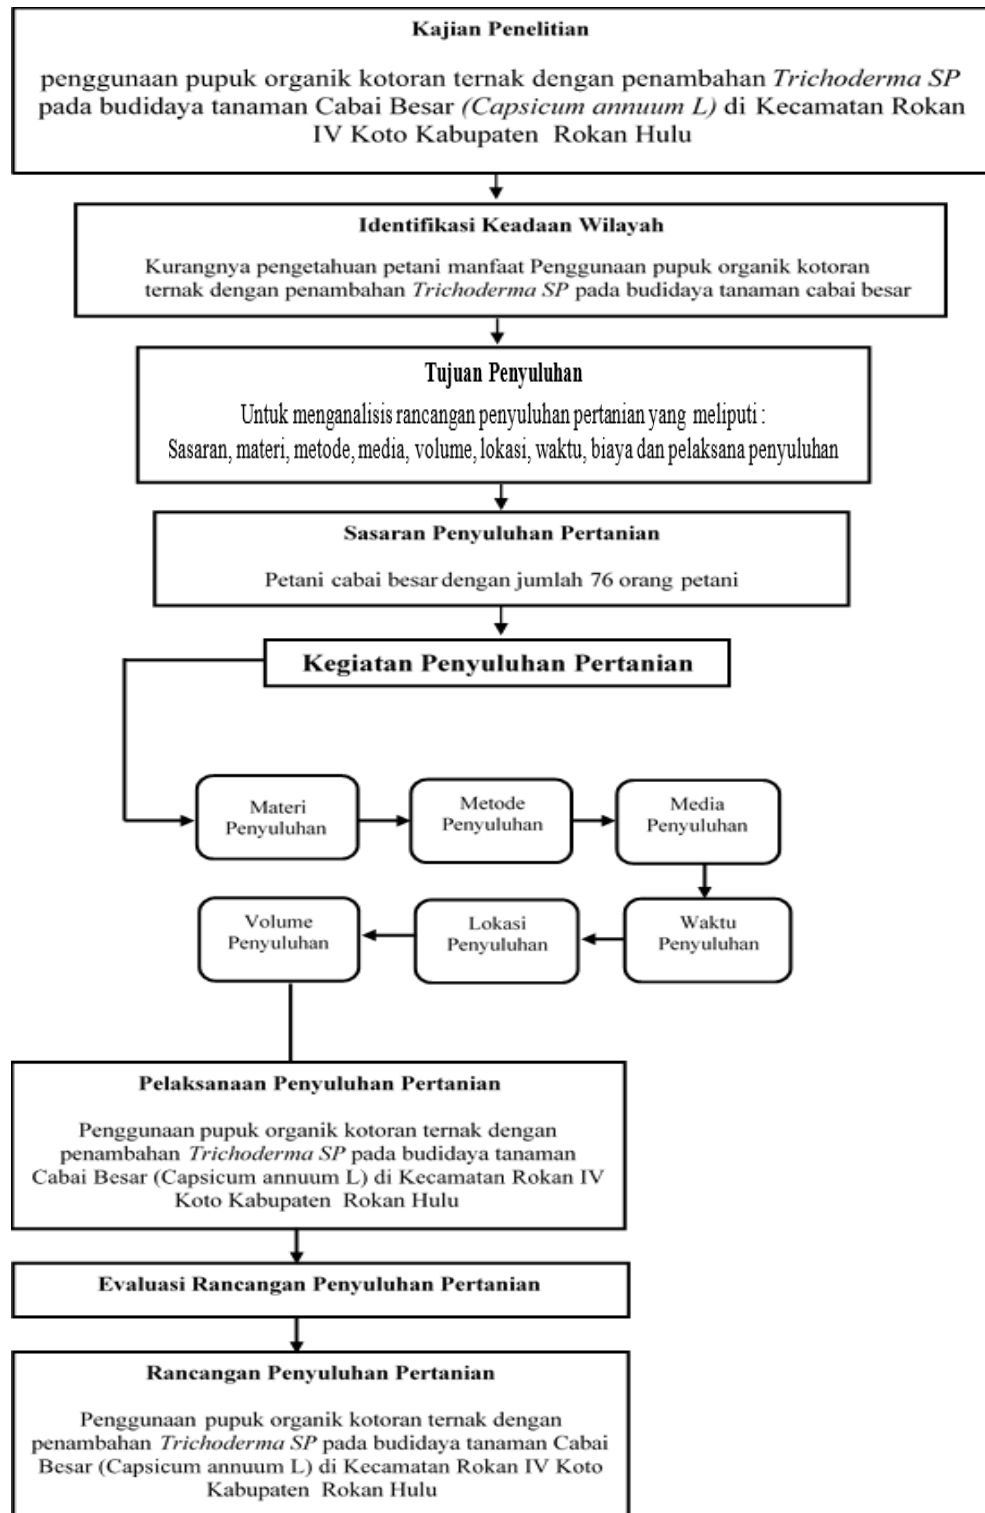 Kajian Penelitian
penggunaan pupuk organik kotoran ternak dengan penambahan Trichoderma SP
pada budidaya tanaman Cabai Besar (Capsicum annuum L) di Kecamatan Rokan
IV Koto Kabupaten Rokan Hulu
Identifikasi Keadaan Wilayah
Kurangnya pengetahuan petani manfaat Penggunaan pupuk organik kotoran
ternak dengan penambahan Trichoderma SP pada budidaya tanaman cabai besar
Tujuan Penyuluhan
Untuk menganalisis rancangan penyuluhan pertanian yang meliputi :
Sasaran, materi, metode, media, volume, lokasi, waktu, biaya dan pelaksana penyuluhan
Sasaran Penyuluhan Pertanian
Petani cabai besar dengan jumlah 76 orang petani
Kegiatan Penyuluhan Pertanian
Materi
Penyuluhan
Metode
Penyuluhan
Media
Penyuluhan
Waktu
Penyuluhan
Lokasi
Penyuluhan
Volume
Penyuluhan
Pelaksanaan Penyuluhan Pertanian
Penggunaan pupuk organik kotoran ternak dengan
penambahan Trichoderma SP pada budidaya tanaman
Cabai Besar (Capsicum annuum L) di Kecamatan Rokan IV
Koto Kabupaten Rokan Hulu
Evaluasi Rancangan Penyuluhan Pertanian
Rancangan Penyuluhan Pertanian
Penggunaan pupuk organik kotoran ternak dengan
penambahan Trichoderma SP pada budidaya tanaman Cabai
Besar (Capsicum annuum L) di Kecamatan Rokan IV Koto
Kabupaten Rokan Hulu